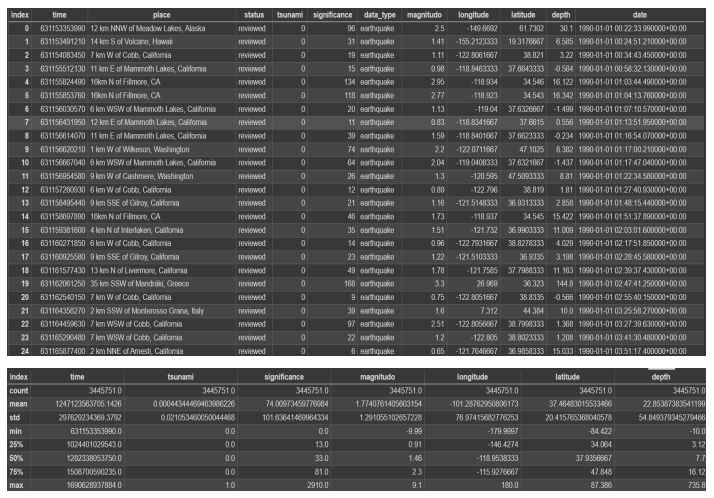 index time place status tsunami significance data_type magnitudo longitude latitude depth date
0 631153353990 12 km NNW of Meadow Lakes, Alaska reviewed 0 96 earthquake 2.5 -149.6692 61.7302 30.1 1990-01-01 00:22:33.990000+00:00
1 631153491210 14 km S of Volcano, Hawaii reviewed 0 31 earthquake 1.41 -155.2123333 19.3176667 6.585 1990-01-01 00:24:51.210000+00:00
2 631154083450 7 km W of Cobb, California reviewed 0 19 earthquake 1.11 -122.8061667 38.821 3.22 1990-01-01 00:34:43.450000+00:00
3 631155512130 11 km E of Mammoth Lakes, California reviewed 0 15 earthquake 0.98 -118.8463333 37.6643333 -0.584 1990-01-01 00:58:32.130000+00:00
4 631155824490 16km N of Fillmore, CA reviewed 0 134 earthquake 2.95 -118.934 34.546 16.122 1990-01-01 01:03:44.490000+00:00
5 631155853760 16km N of Fillmore, CA reviewed 0 118 earthquake 2.77 -118.923 34.543 16.342 1990-01-01 01:04:13.760000+00:00
6 631156030570 6 km WSW of Mammoth Lakes, California reviewed 0 20 earthquake 1.13 -119.04 37.6326667 -1.499 1990-01-01 01:07:10.570000+00:00
7 631156431950 12 km E of Mammoth Lakes, California reviewed 0 11 earthquake 0.83 -118.8341667 37.6615 0.556 1990-01-01 01:13:51.950000+00:00
8 631156614070 11 km E of Mammoth Lakes, California reviewed 0 39 earthquake 1.59 -118.8401667 37.6623333 -0.234 1990-01-01 01:16:54.070000+00:00
9 631156620210 1 km W of Wilkeson, Washington reviewed 0 74 earthquake 2.2 -122.0711667 47.1025 8.382 1990-01-01 01:17:00.210000+00:00
10 631156667040 6 km WSW of Mammoth Lakes, California reviewed 0 64 earthquake 2.04 -119.0408333 37.6321667 -1.437 1990-01-01 01:17:47.040000+00:00
11 631156954580 9 km W of Cashmere, Washington reviewed 0 26 earthquake 1.3 -120.595 47.5093333 8.81 1990-01-01 01:22:34.580000+00:00
12 631157260930 6 km W of Cobb, California reviewed 0 12 earthquake 0.89 -122.796 38.819 1.81 1990-01-01 01:27:40.930000+00:00
13 631158495440 9 km SSE of Gilroy, California reviewed 0 21 earthquake 1.16 -121.5148333 36.9313333 2.858 1990-01-01 01:48:15.440000+00:00
14 631158697890 16km N of Fillmore, CA reviewed 0 46 earthquake 1.73 -118.937 34.545 15.422 1990-01-01 01:51:37.890000+00:00
15 631159381600 4 km N of Interlaken, California reviewed 0 35 earthquake 1.51 -121.732 36.9903333 11.009 1990-01-01 02:03:01.600000+00:00
16 631160271850 6 km W of Cobb, California reviewed 0 14 earthquake 0.96 -122.7931667 38.8278333 4.029 1990-01-01 02:17:51.850000+00:00
17 631160925580 9 km SSE of Gilroy, California reviewed 0 23 earthquake 1.22 -121.5103333 36.9335 3.198 1990-01-01 02:28:45.580000+00:00
18 631161577430 13 km N of Livermore, California reviewed 0 49 earthquake 1.78 -121.7585 37.7988333 11.163 1990-01-01 02:39:37.430000+00:00
19 631162061250 35 km SSW of Mandráki, Greece reviewed 0 168 earthquake 3.3 26.969 36.323 144.8 1990-01-01 02:47:41.250000+00:00
20 631162540150 7 km W of Cobb, California reviewed 0 9 earthquake 0.75 -122.8051667 38.8335 -0.566 1990-01-01 02:55:40.150000+00:00
21 631164358270 2 km SSW of Monterosso Grana, Italy reviewed 0 39 earthquake 1.6 7.312 44.384 10.0 1990-01-01 03:25:58.270000+00:00
22 631164459630 7 km WSW of Cobb, California reviewed 0 97 earthquake 2.51 -122.8056667 38.7998333 1.368 1990-01-01 03:27:39.630000+00:00
23 631165290480 7 km WSW of Cobb, California reviewed 0 22 earthquake 1.2 -122.805 38.8023333 1.208 1990-01-01 03:41:30.480000+00:00
24 631165877400 2 km NNE of Amesti, California reviewed 0 6 earthquake 0.65 -121.7646667 36.9858333 15.033 1990-01-01 03:51:17.400000+00:00
index time tsunami significance magnitudo longitude latitude depth
count 3445751.0 3445751.0 3445751.0 3445751.0 3445751.0 3445751.0 3445751.0
mean 1247123563705.1426 0.00044344469463986226 74.00973459776984 1.7740761405603154 -101.28762950806173 37.46483015533466 22.85387383541199
std 297629234369.3792 0.021053460050044468 101.63641469964334 1.291055102657228 76.97415682776253 20.415765368040578 54.849379345279466
min 631153353990.0 0.0 0.0 -9.99 -179.9997 -84.422 -10.0
25% 1024401029543.0 0.0 13.0 0.91 -146.4274 34.064 3.12
50% 1282338053750.0 0.0 33.0 1.46 -118.9538333 37.9356667 7.7
75% 1508700590235.0 0.0 81.0 2.3 -115.9276667 47.848 16.12
max 1690628937884.0 1.0 2910.0 9.1 180.0 87.386 735.8